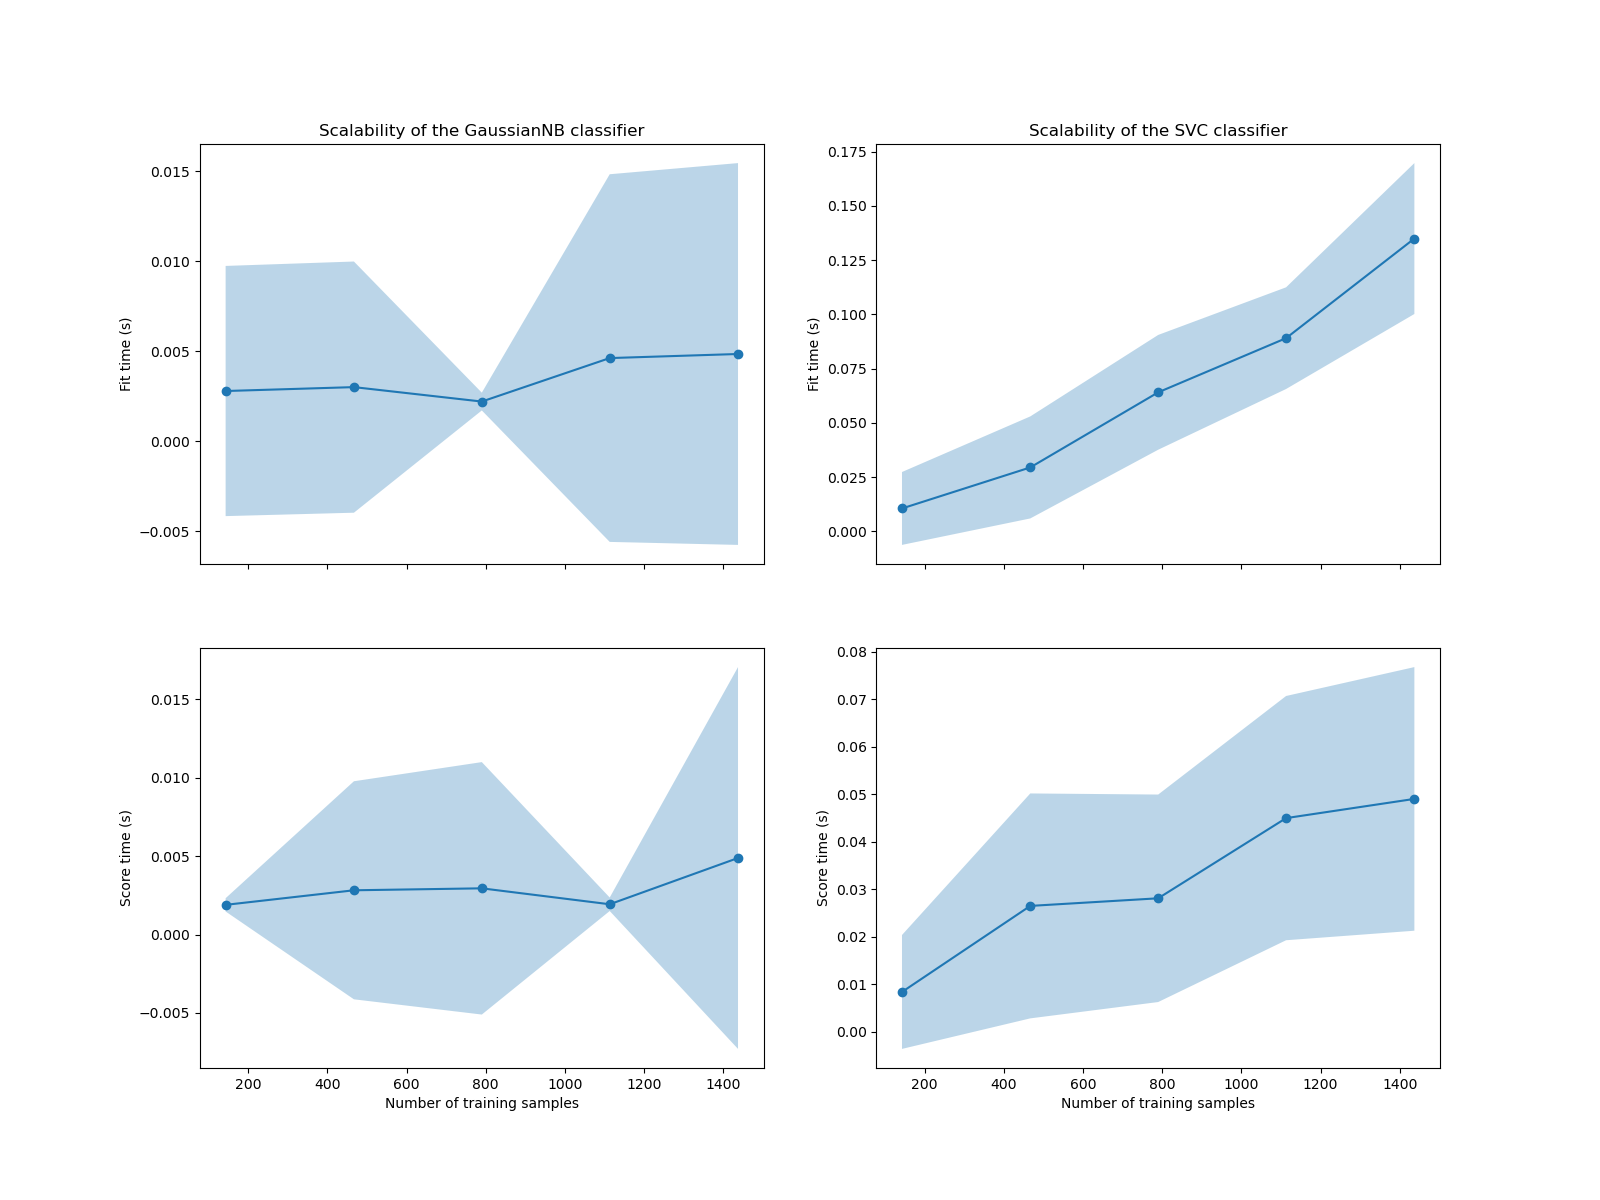 Scalability of the GaussianNB classifier
0.015
0.010
0.005
0.000
−0.005
Fit time (s)
Scalability of the SVC classifier
0.175
0.150
0.125
0.100
0.075
0.050
0.025
0.000
Fit time (s)
0.015
0.010
0.005
0.000
−0.005
Score time (s)
200 400 600 800 1000 1200 1400
Number of training samples
0.08
0.07
0.06
0.05
0.04
0.03
0.02
0.01
0.00
Score time (s)
200 400 600 800 1000 1200 1400
Number of training samples